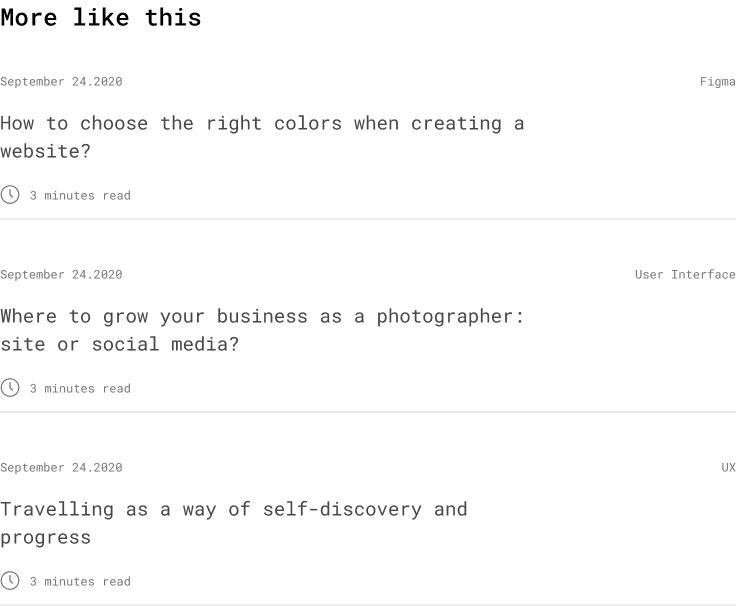 More like this
September 24.2020 Figma
How to choose the right colors when creating a
website?
3 minutes read
September 24.2020 User Interface
Where to grow your business as a photographer:
site or social media?
3 minutes read
September 24.2020 UX
Travelling as a way of self-discovery and
progress
3 minutes read